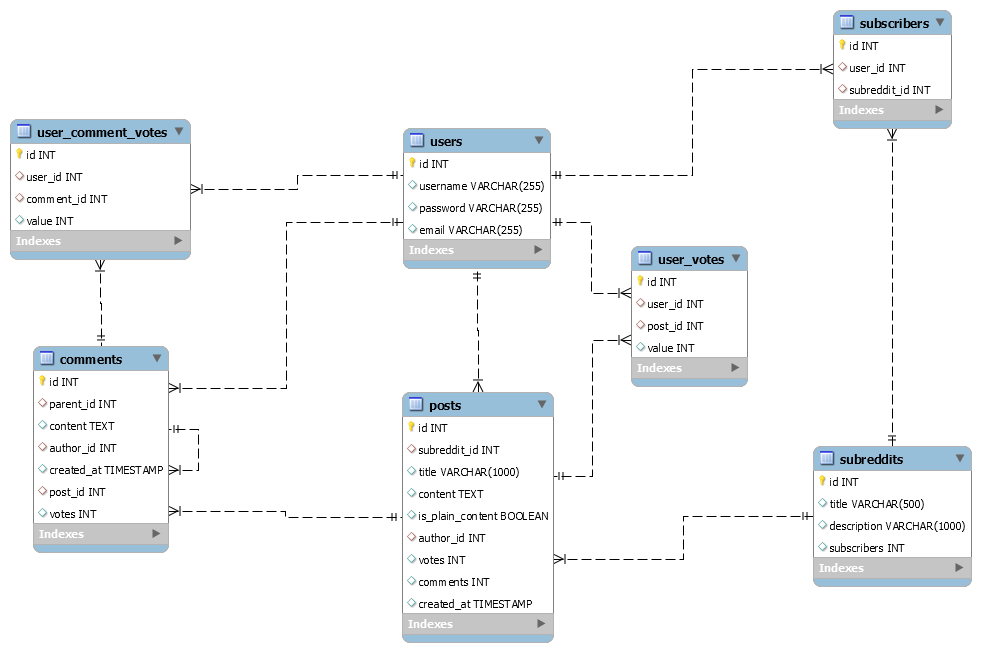 subscribers
id INT
user_id INT
subreddit_id INT
Indexes
user_comment_votes
id INT
user_id INT
comment_id INT
value INT
Indexes
users
id INT
username VARCHAR(255)
password VARCHAR(255)
email VARCHAR(255)
Indexes
user_votes
id INT
user_id INT
post_id INT
value INT
Indexes
comments
id INT
parent_id INT
content TEXT
author_id INT
created_at TIMESTAMP
post_id INT
votes INT
Indexes
posts
id INT
subreddit_id INT
title VARCHAR(1000)
content TEXT
is_plain_content BOOLEAN
author_id INT
votes INT
comments INT
created_at TIMESTAMP
Indexes
subreddits
id INT
title VARCHAR(500)
description VARCHAR(1000)
subscribers INT
Indexes